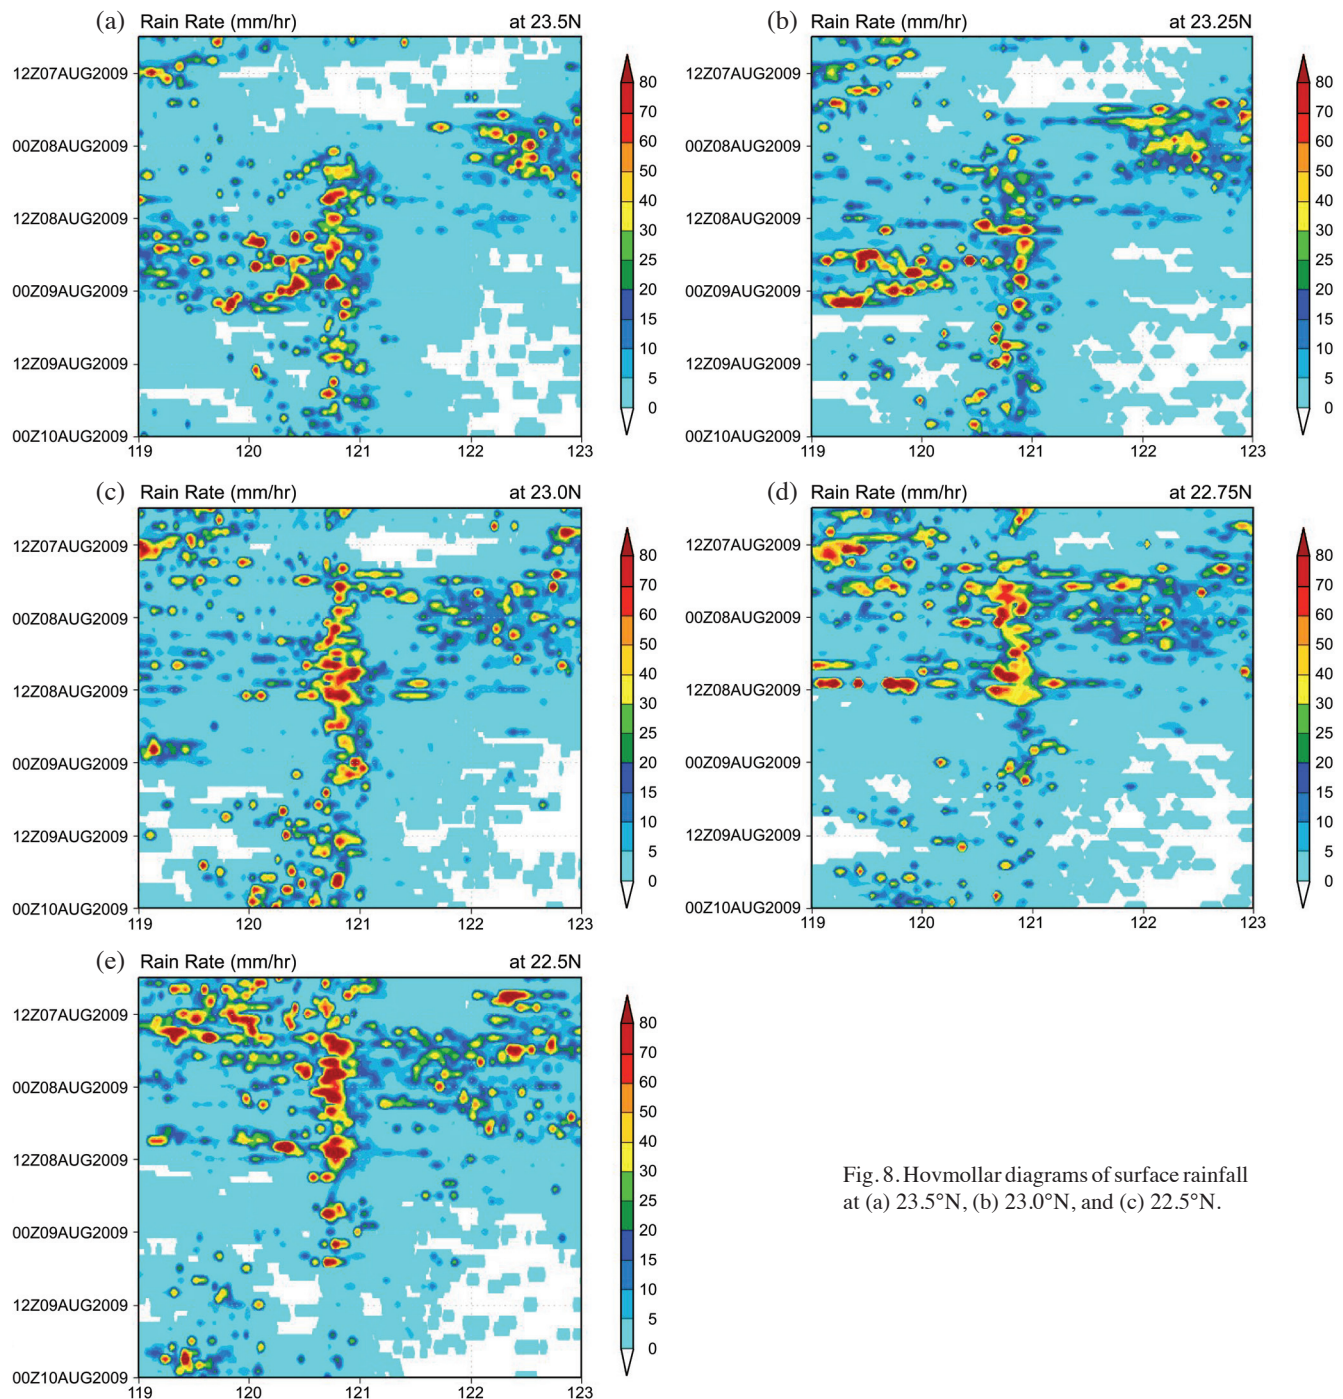 (a) Rain Rate (mm/hr) at 23.5N
12Z07AUG2009
00Z08AUG2009
12Z08AUG2009
00Z09AUG2009
12Z09AUG2009
00Z10AUG2009
119 120 121 122 123
80
70
60
50
40
30
25
20
15
10
5
0
(b) Rain Rate (mm/hr) at 23.25N
12Z07AUG2009
00Z08AUG2009
12Z08AUG2009
00Z09AUG2009
12Z09AUG2009
00Z10AUG2009
119 120 121 122 123
80
70
60
50
40
30
25
20
15
10
5
0
(c) Rain Rate (mm/hr) at 23.0N
12Z07AUG2009
00Z08AUG2009
12Z08AUG2009
00Z09AUG2009
12Z09AUG2009
00Z10AUG2009
119 120 121 122 123
80
70
60
50
40
30
25
20
15
10
5
0
(d) Rain Rate (mm/hr) at 22.75N
12Z07AUG2009
00Z08AUG2009
12Z08AUG2009
00Z09AUG2009
12Z09AUG2009
00Z10AUG2009
119 120 121 122 123
80
70
60
50
40
30
25
20
15
10
5
0
(e) Rain Rate (mm/hr) at 22.5N
12Z07AUG2009
00Z08AUG2009
12Z08AUG2009
00Z09AUG2009
12Z09AUG2009
00Z10AUG2009
119 120 121 122 123
80
70
60
50
40
30
25
20
15
10
5
0
Fig. 8. Hovmollar diagrams of surface rainfall
at (a) 23.5°N, (b) 23.0°N, and (c) 22.5°N.